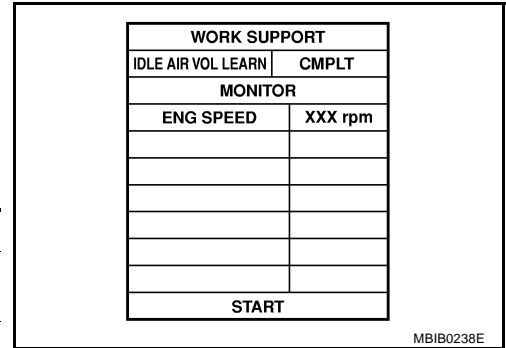 WORK SUPPORT
IDLE AIR VOL LEARN CMPLT
MONITOR
ENG SPEED XXX rpm
START
MBIB0238E